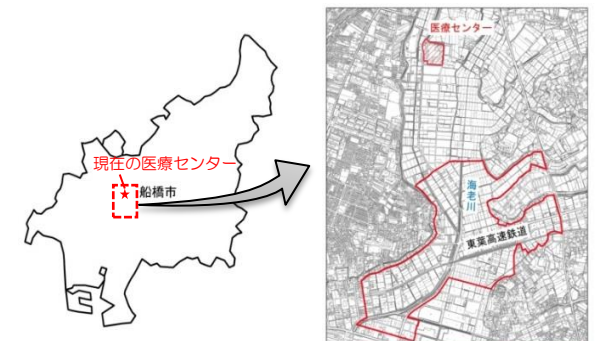 現在の医療センター
船橋市
医療センター
海老川
東葉高速鉄道